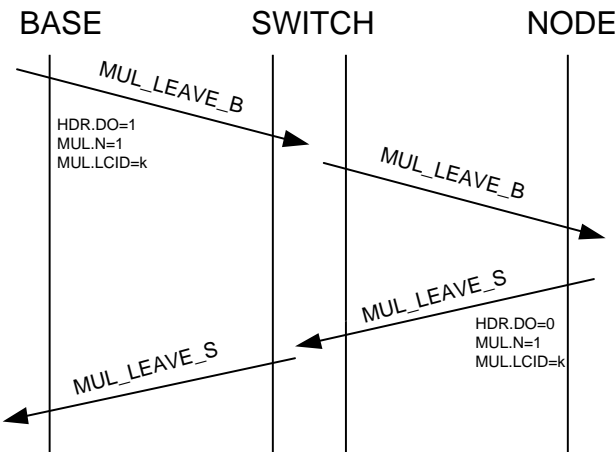 BASE
SWITCH
NODE
MUL_LEAVE_B
HDR.DO=1
MUL.N=1
MUL.LCID=k
MUL_LEAVE_B
MUL_LEAVE_S
HDR.DO=0
MUL.N=1
MUL.LCID=k
MUL_LEAVE_S